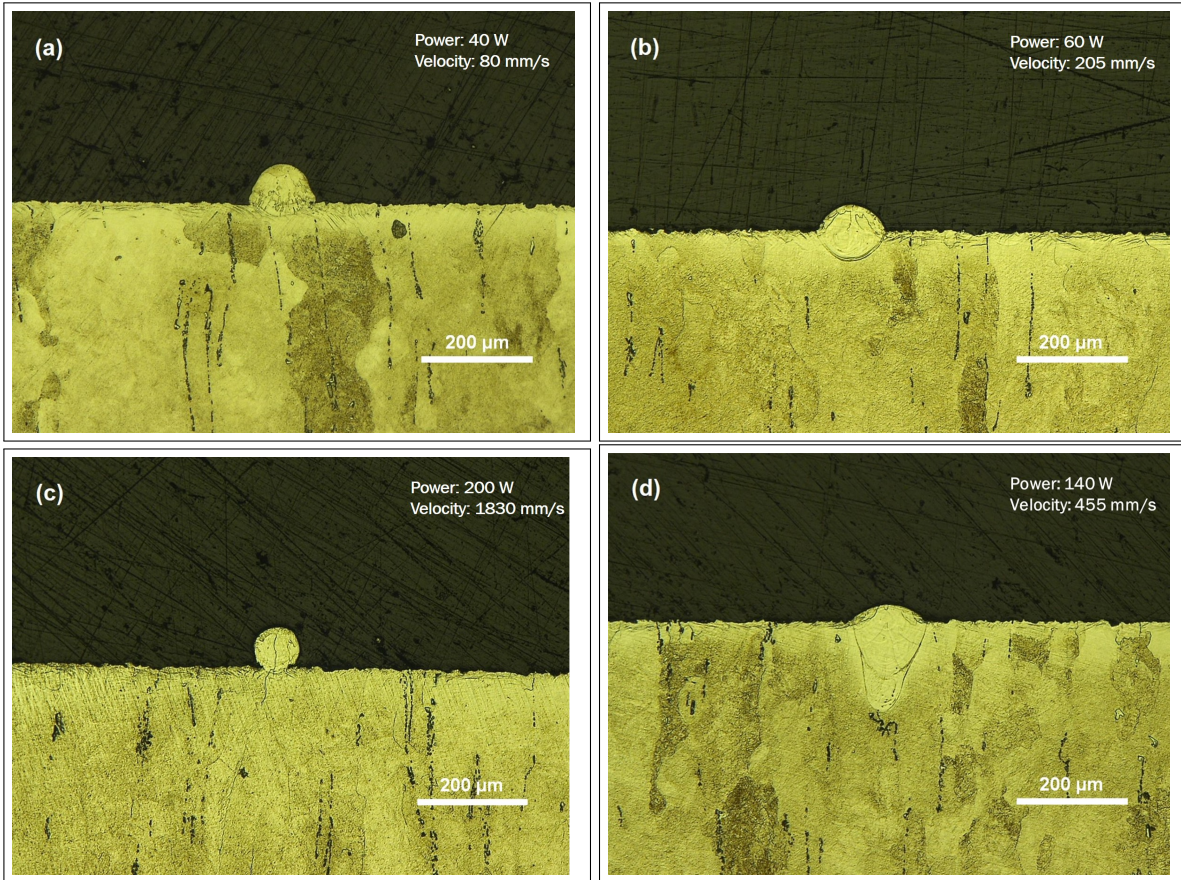 (a)
Power: 40 W
Velocity: 80 mm/s
200 µm
(b)
Power: 60 W
Velocity: 205 mm/s
200 µm
(c)
Power: 200 W
Velocity: 1830 mm/s
200 µm
(d)
Power: 140 W
Velocity: 455 mm/s
200 µm